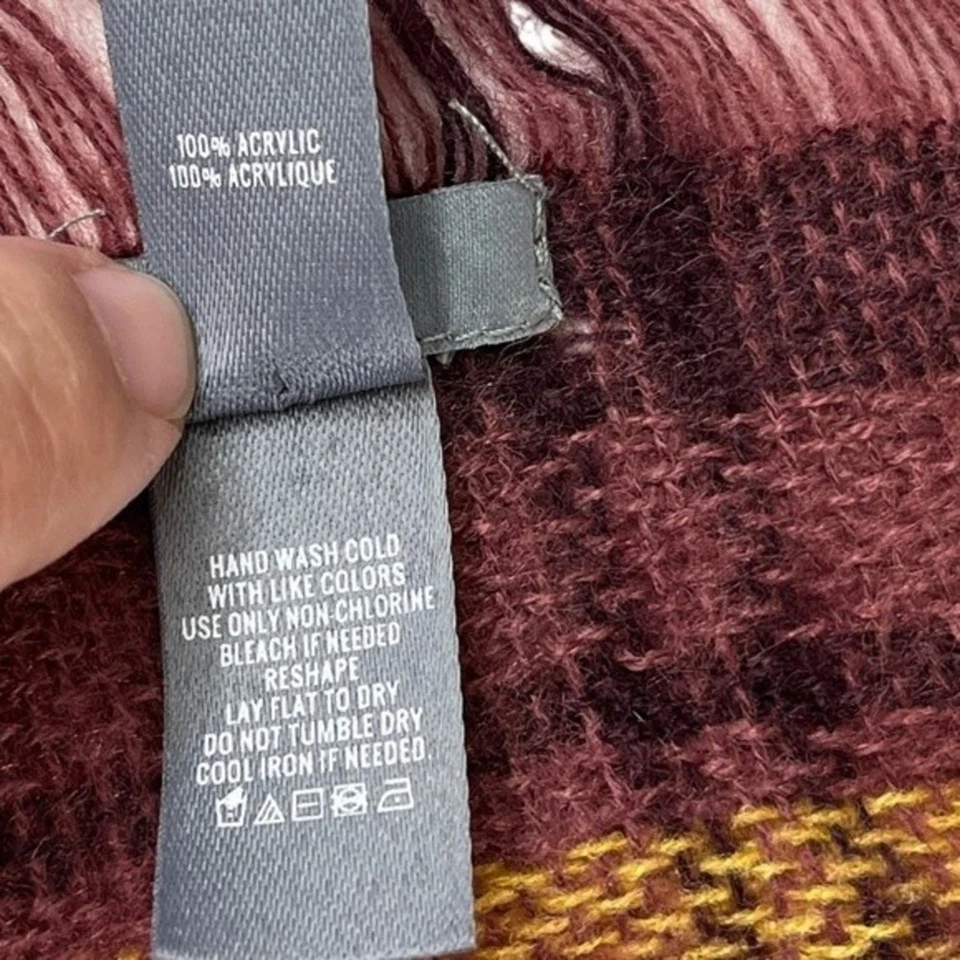 100% ACRYLIC
100% ACRYLIQUE
HAND WASH COLD
WITH LIKE COLORS
USE ONLY NON-CHLORINE
BLEACH IF NEEDED
RESHAPE
LAY FLAT TO DRY
DO NOT TUMBLE DRY
COOL IRON IF NEEDED